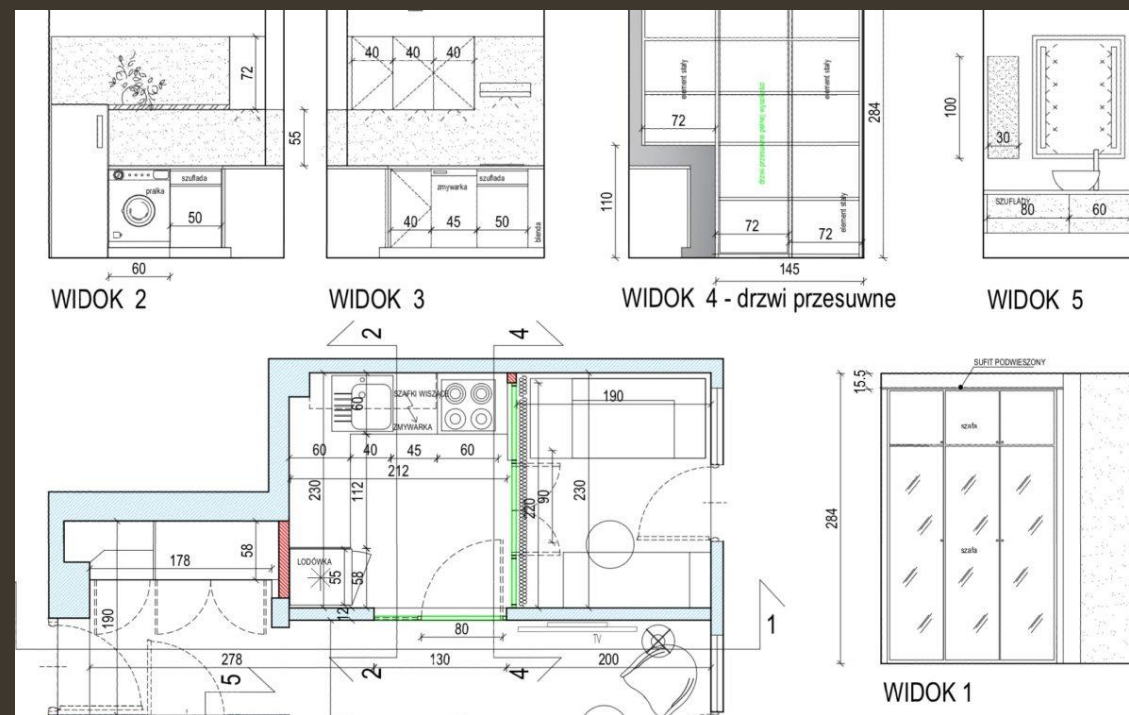 40 40 40
72
55
szuflada
pralka
50
60
WIDOK 2
zmywarka
szuflada
40 45 50
blenda
WIDOK 3
element stały
drzwi przesuwne pełnej wysokości
element stały
72
284
110
element stały
72 72
145
WIDOK 4 - drzwi przesuwne
100
30
SZUFLADY
80 60
WIDOK 5
2
4
SZAFKI WISZĄCE
60
ZMYWARKA
60 40 45 60
212
230
112
190
220
90
230
178
58
LODÓWKA
55
58
12
190
80
TV
278 130 200
1
5
2
4
SUFIT PODWIESZONY
15.5
szafa
284
szafa
WIDOK 1